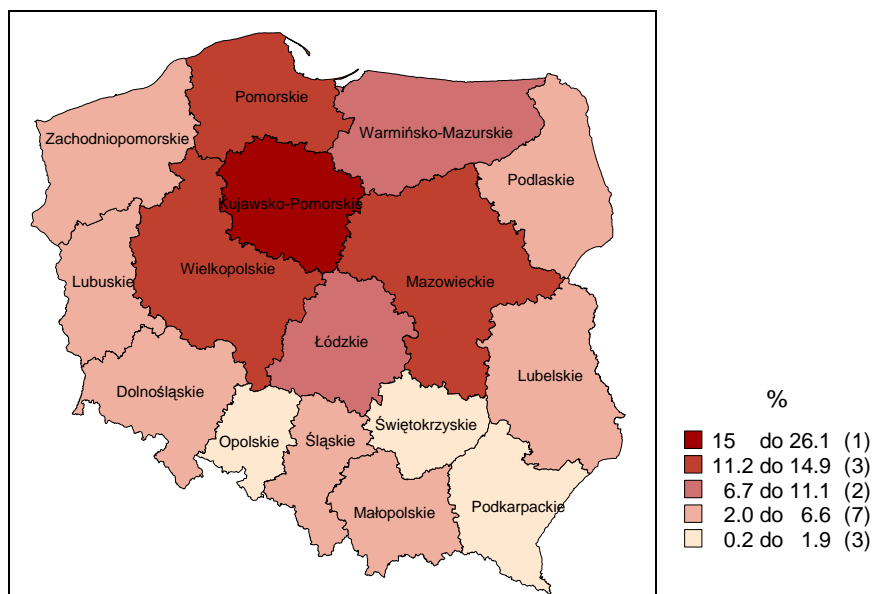 Pomorskie
Warmińsko-Mazurskie
Zachodniopomorskie
Podlaskie
Kujawsko-Pomorskie
Wielkopolskie
Mazowieckie
Lubuskie
Łódzkie
Lubelskie
Dolnośląskie
Świętokrzyskie
Opolskie
Śląskie
Podkarpackie
Małopolskie
%
15 do 26.1 (1)
11.2 do 14.9 (3)
6.7 do 11.1 (2)
2.0 do 6.6 (7)
0.2 do 1.9 (3)